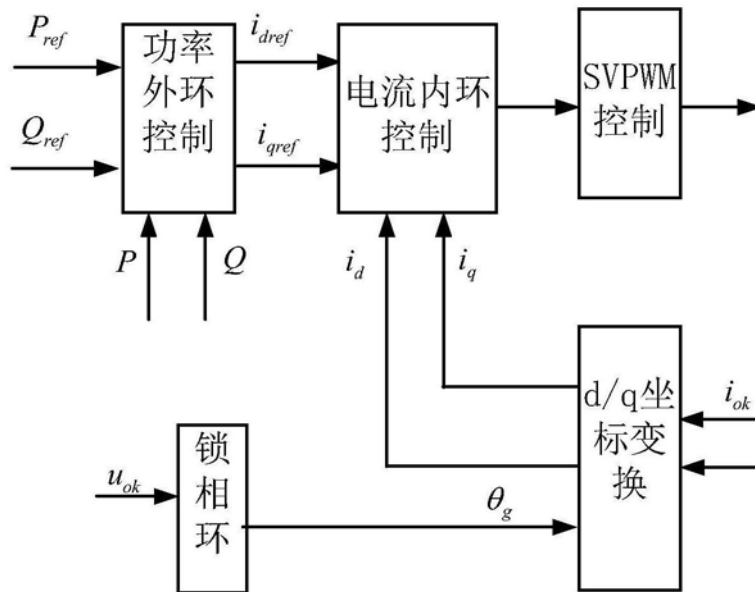 P_ref
Q_ref
功率
外环
控制
i_dref
i_qref
电流内环
控制
SVPWM
控制
P
Q
i_d
i_q
d/q坐
标变
换
i_ok
u_ok
锁
相
环
θ_g